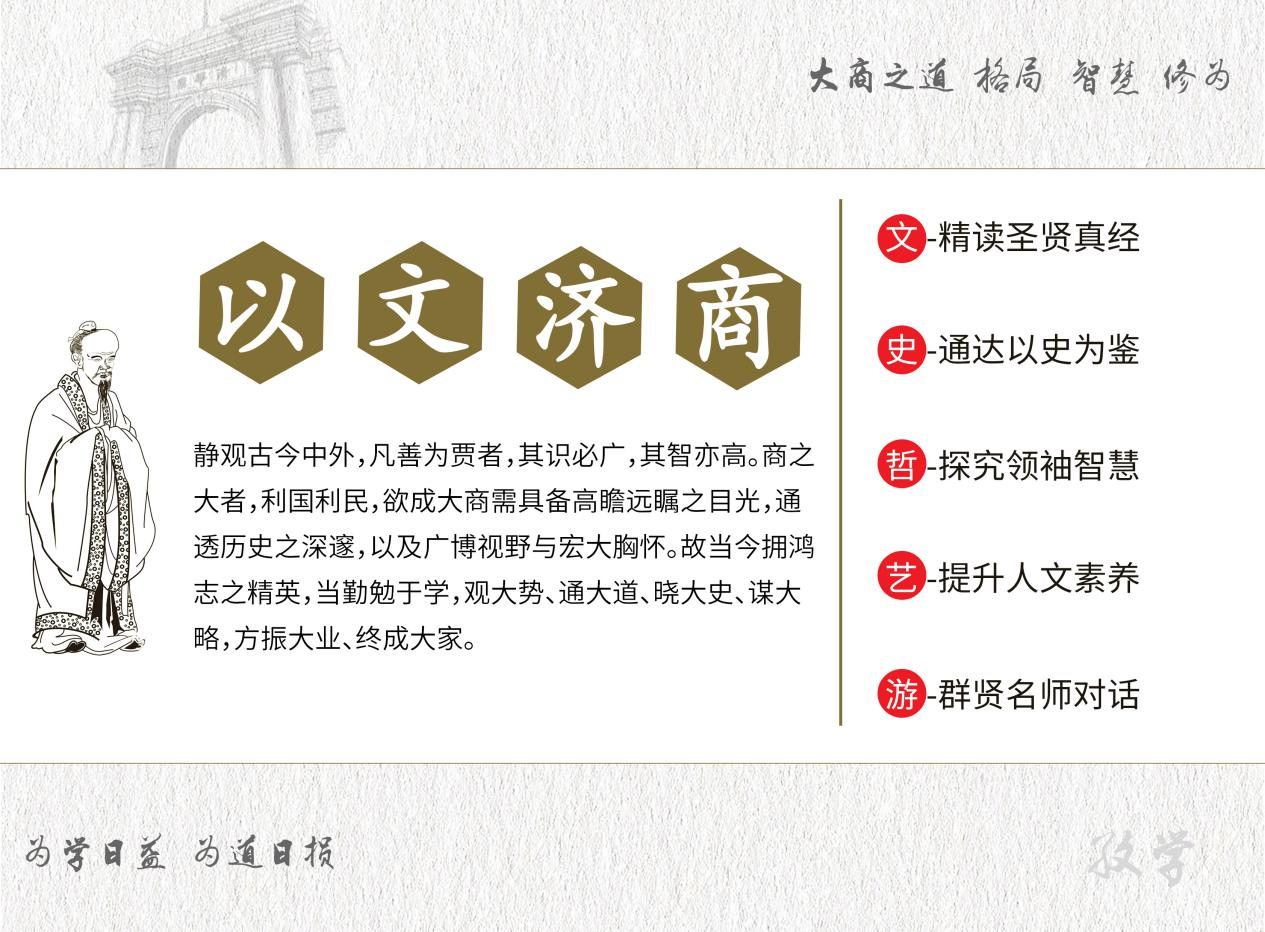 大商之道 格局 智慧 修为
以文济商
静观古今中外，凡善为贾者，其识必广，其智亦高。商之
大者，利国利民，欲成大商需具备高瞻远瞩之目光，通
透历史之深邃，以及广博视野与宏大胸怀。故当今拥鸿
志之精英，当勤勉于学，观大势、通大道、晓大史、谋大
略，方振大业、终成大家。
文-精读圣贤真经
史-通达以史为鉴
哲-探究领袖智慧
艺-提升人文素养
游-群贤名师对话
为学日益 为道日损
孜学